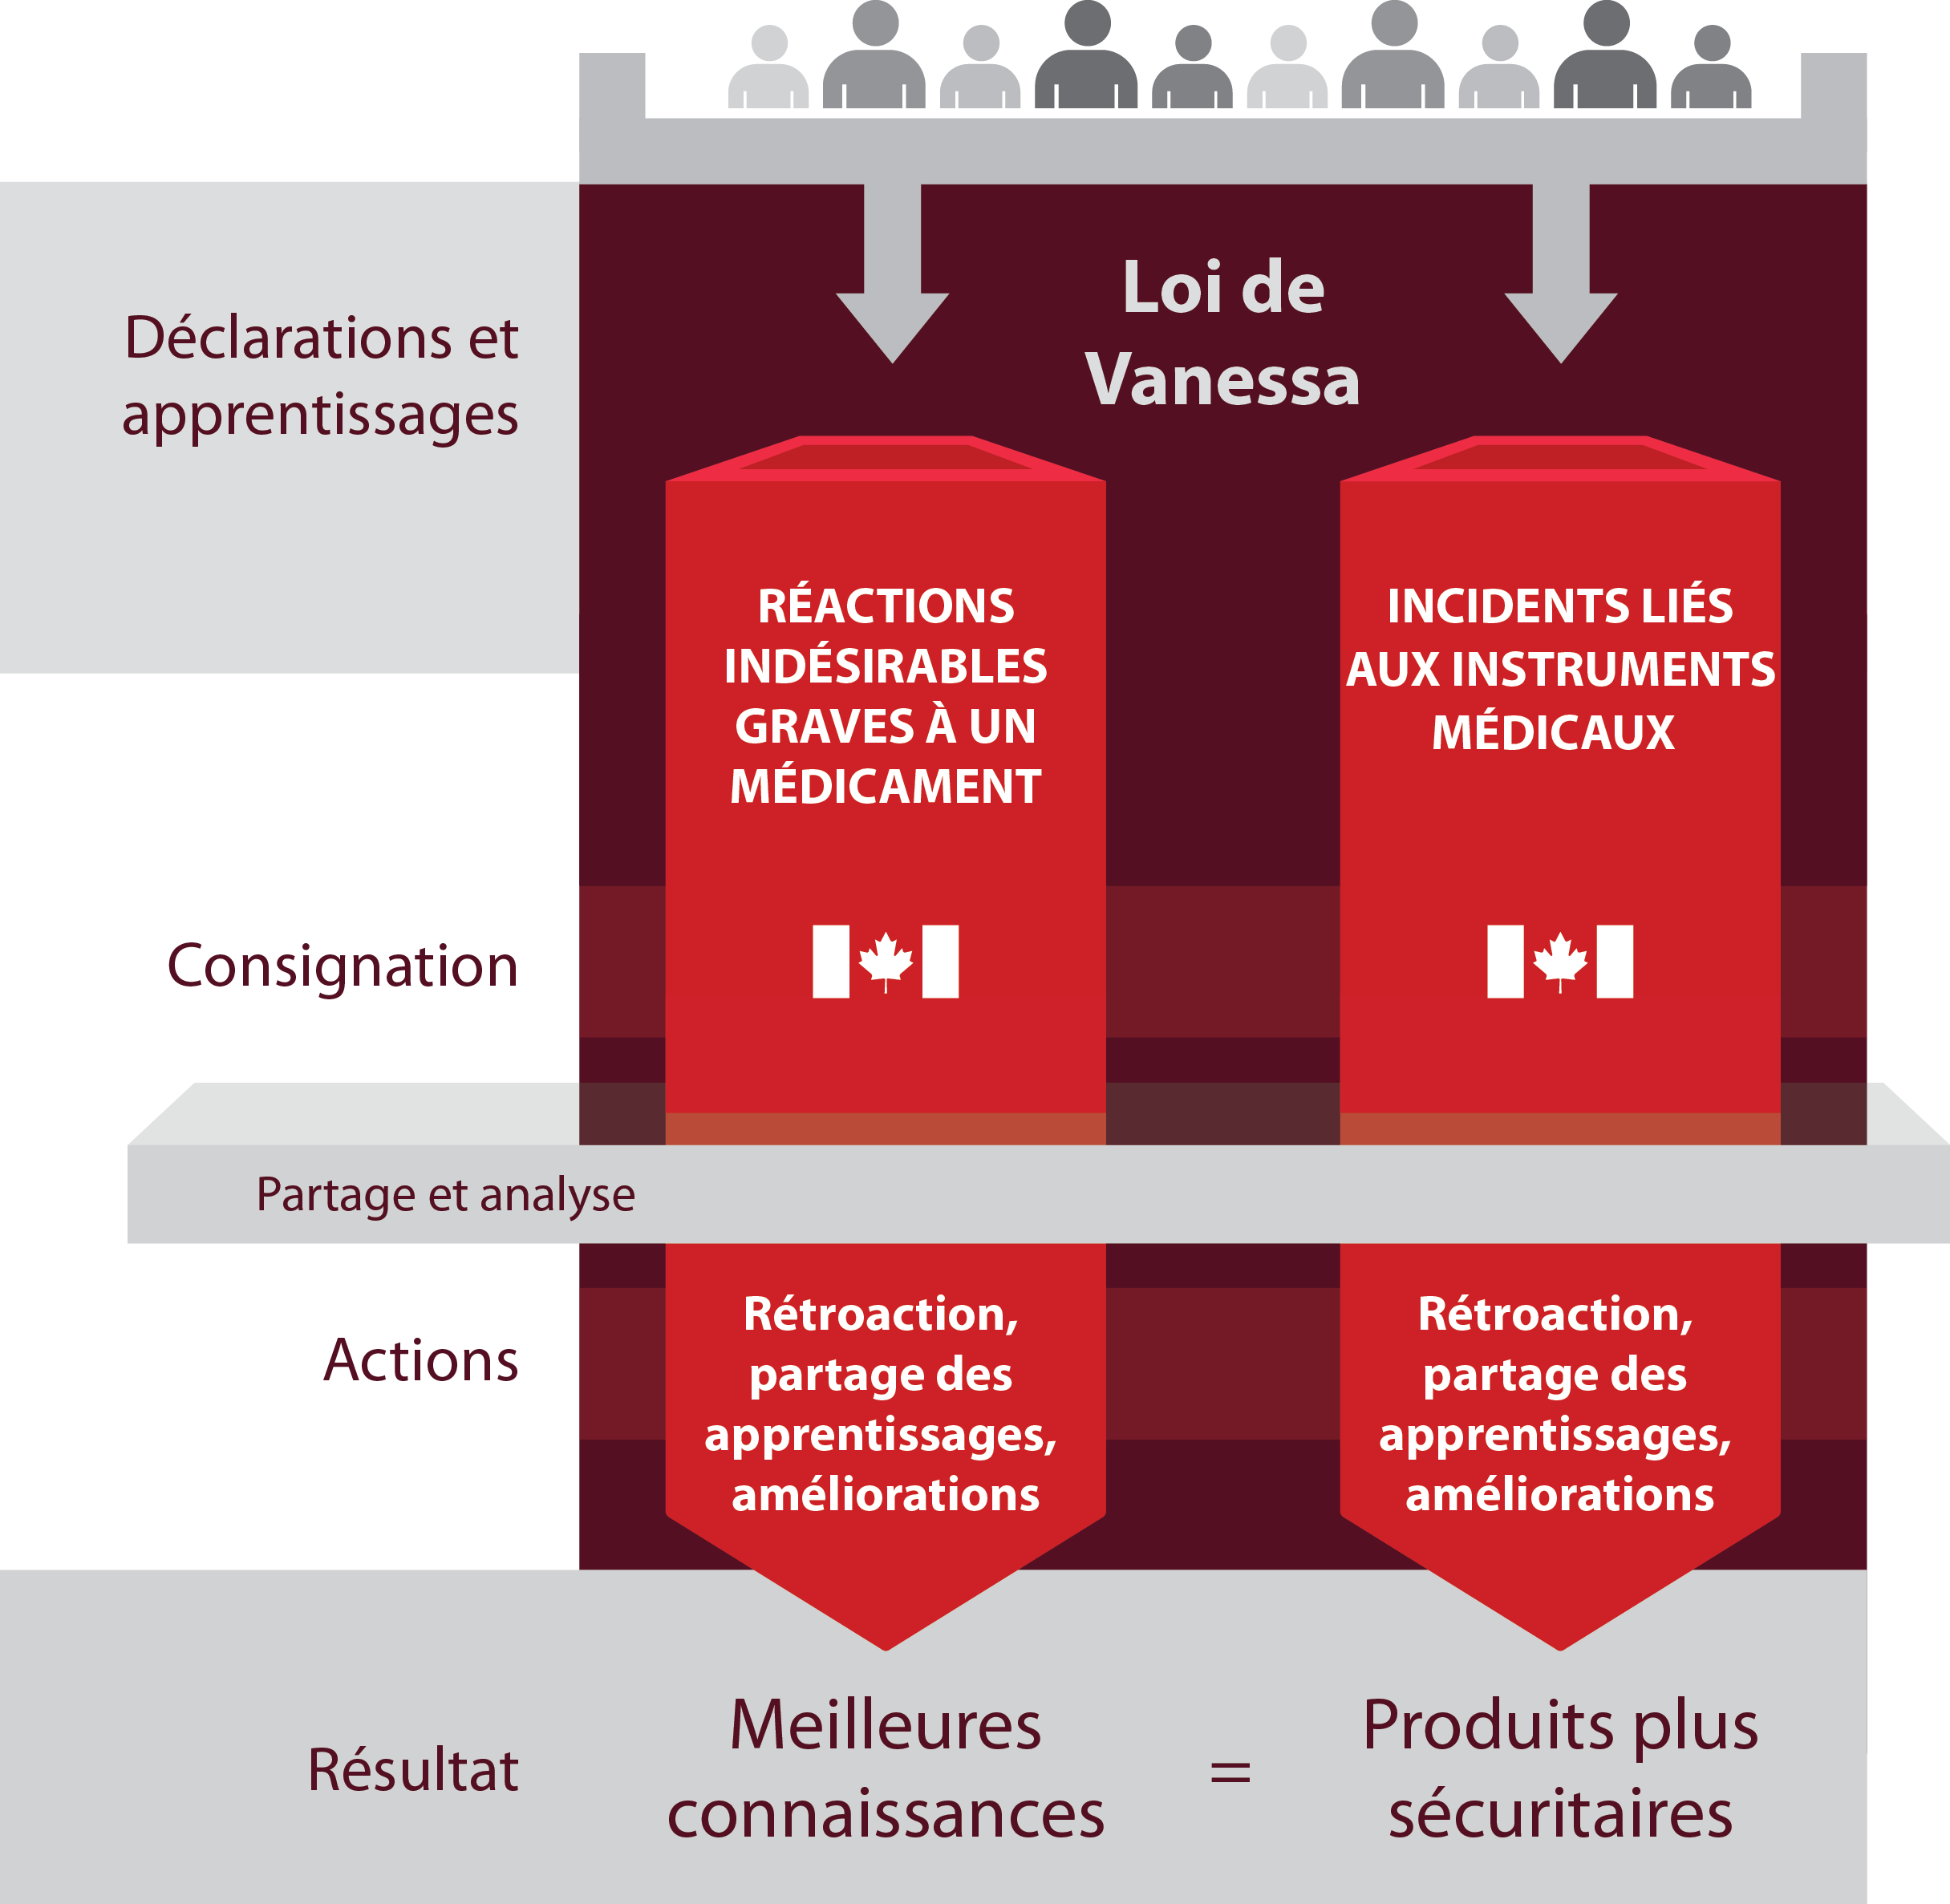 Loi de
Vanessa
Déclarations et
apprentissages
RÉACTIONS
INDÉSIRABLES
GRAVES À UN
MÉDICAMENT
INCIDENTS LIÉS
AUX INSTRUMENTS
MÉDICAUX
Consignation
Partage et analyse
Actions
Rétroaction,
partage des
apprentissages,
améliorations
Rétroaction,
partage des
apprentissages,
améliorations
Résultat
Meilleures
connaissances
=
Produits plus
sécuritaires